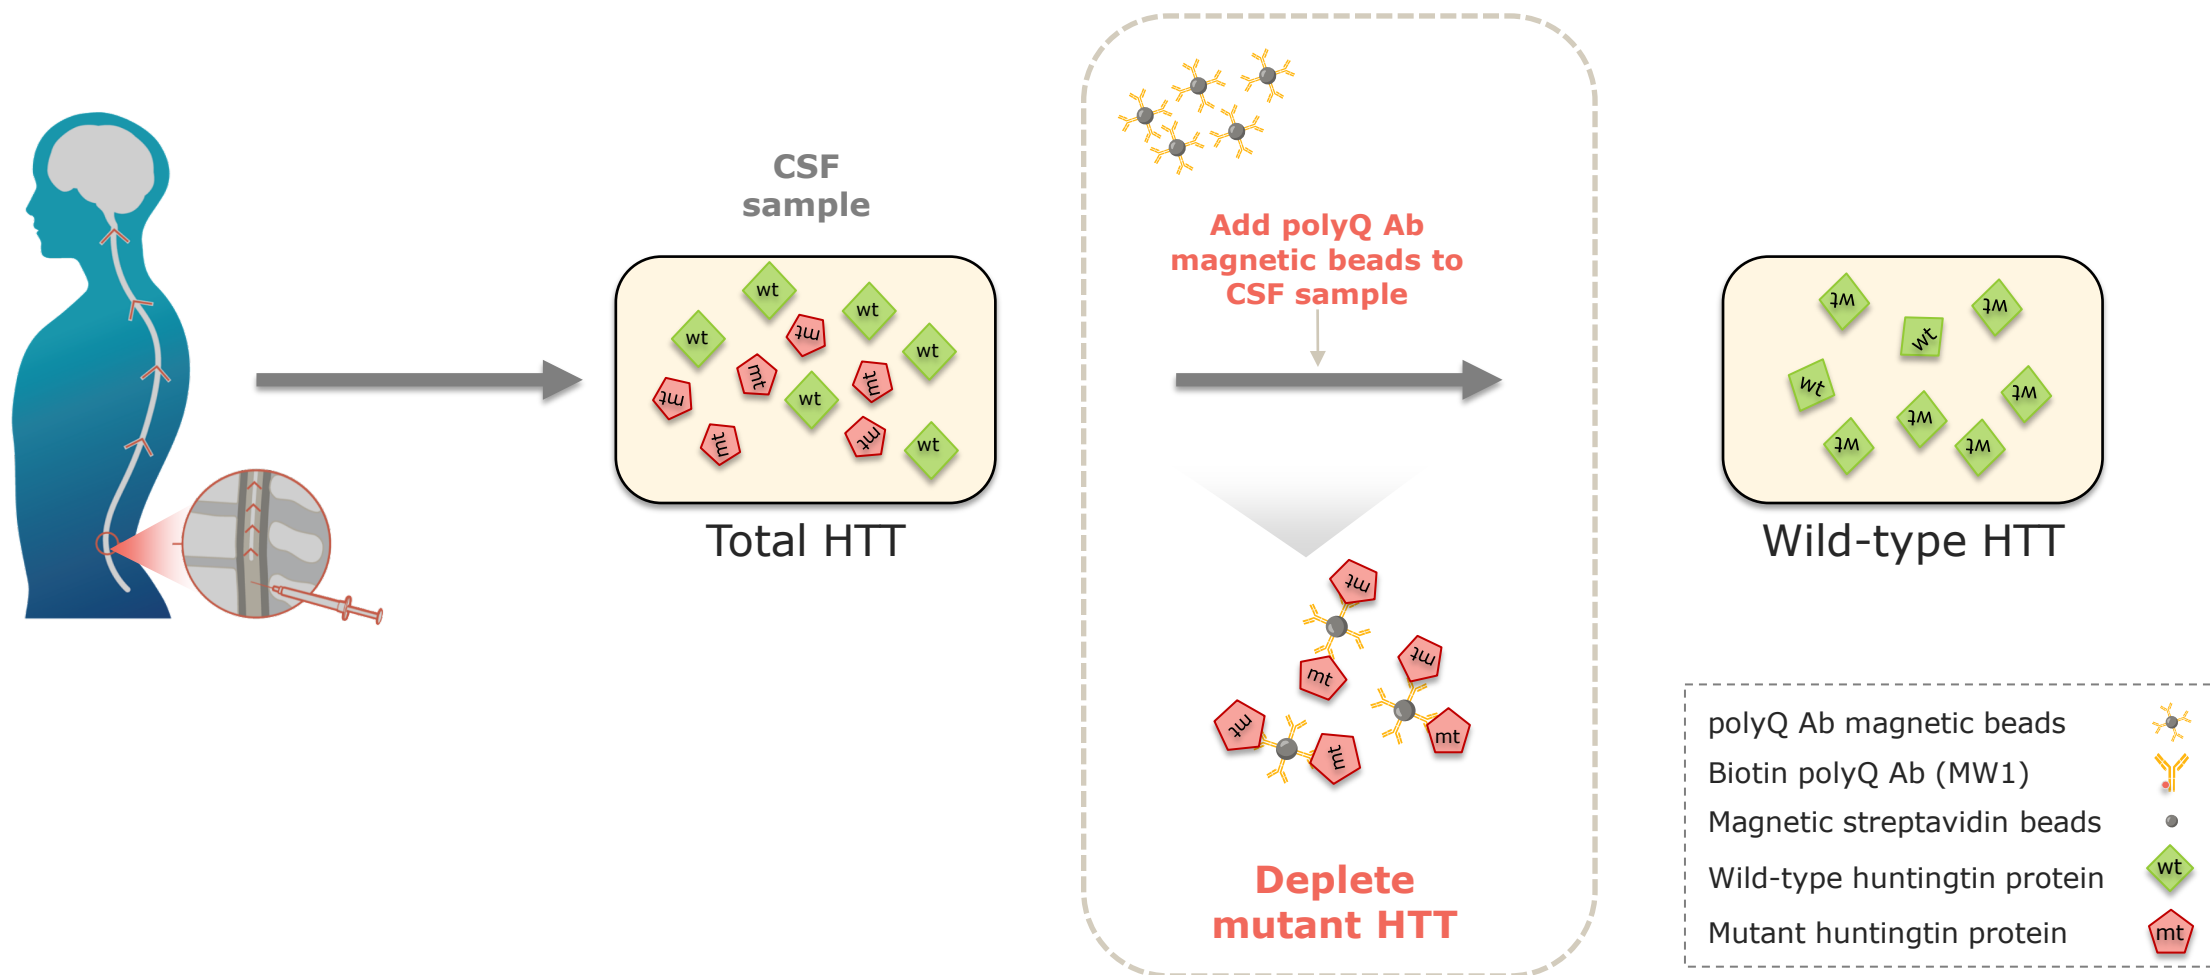 CSF
sample
wt
wt
mt
wt
wt
mt
mt
mt
wt
mt
mt
mt
wt
Total HTT
Add polyQ Ab
magnetic beads to
CSF sample
mt
mt
mt
mt
mt
mt
Deplete
mutant HTT
wt
wt
wt
wt
wt
wt
wt
wt
Wild-type HTT
polyQ Ab magnetic beads
Biotin polyQ Ab (MW1)
Magnetic streptavidin beads
Wild-type huntingtin protein
wt
Mutant huntingtin protein
mt